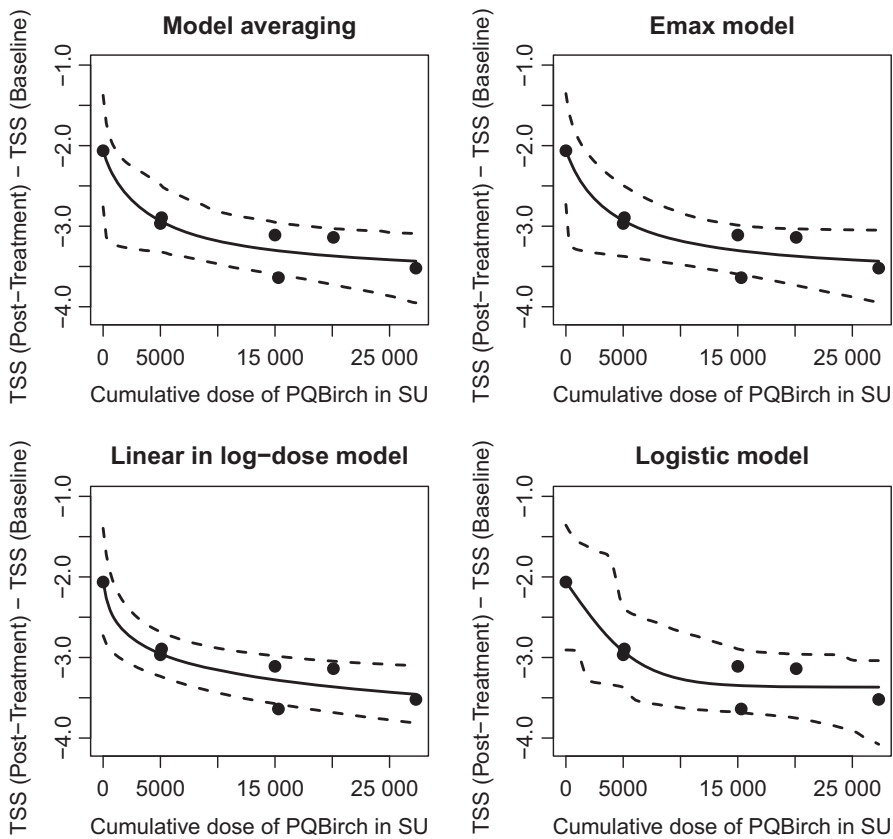 Model averaging
TSS (Post−Treatment) − TSS (Baseline)
−1.0
−2.0
−3.0
−4.0
0 5000 15 000 25 000
Cumulative dose of PQBirch in SU
Emax model
TSS (Post−Treatment) − TSS (Baseline)
−1.0
−2.0
−3.0
−4.0
0 5000 15 000 25 000
Cumulative dose of PQBirch in SU
Linear in log−dose model
TSS (Post−Treatment) − TSS (Baseline)
−1.0
−2.0
−3.0
−4.0
0 5000 15 000 25 000
Cumulative dose of PQBirch in SU
Logistic model
TSS (Post−Treatment) − TSS (Baseline)
−1.0
−2.0
−3.0
−4.0
0 5000 15 000 25 000
Cumulative dose of PQBirch in SU